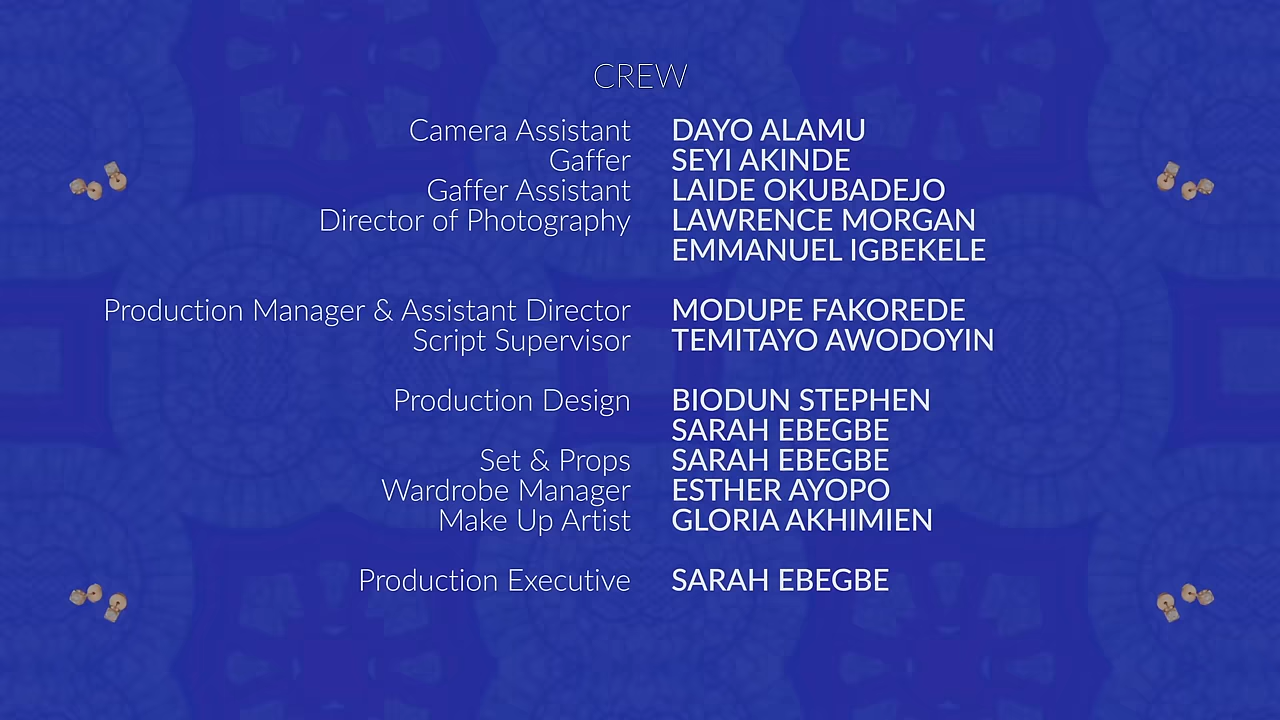 CREW
Camera Assistant DAYO ALAMU
Gaffer SEYI AKINDE
Gaffer Assistant LAIDE OKUBADEJO
Director of Photography LAWRENCE MORGAN
EMMANUEL IGBEKELE
Production Manager & Assistant Director MODUPE FAKOREDE
Script Supervisor TEMITAYO AWODOYIN
Production Design BIODUN STEPHEN
SARAH EBEGBE
Set & Props SARAH EBEGBE
Wardrobe Manager ESTHER AYOPO
Make Up Artist GLORIA AKHIMIEN
Production Executive SARAH EBEGBE